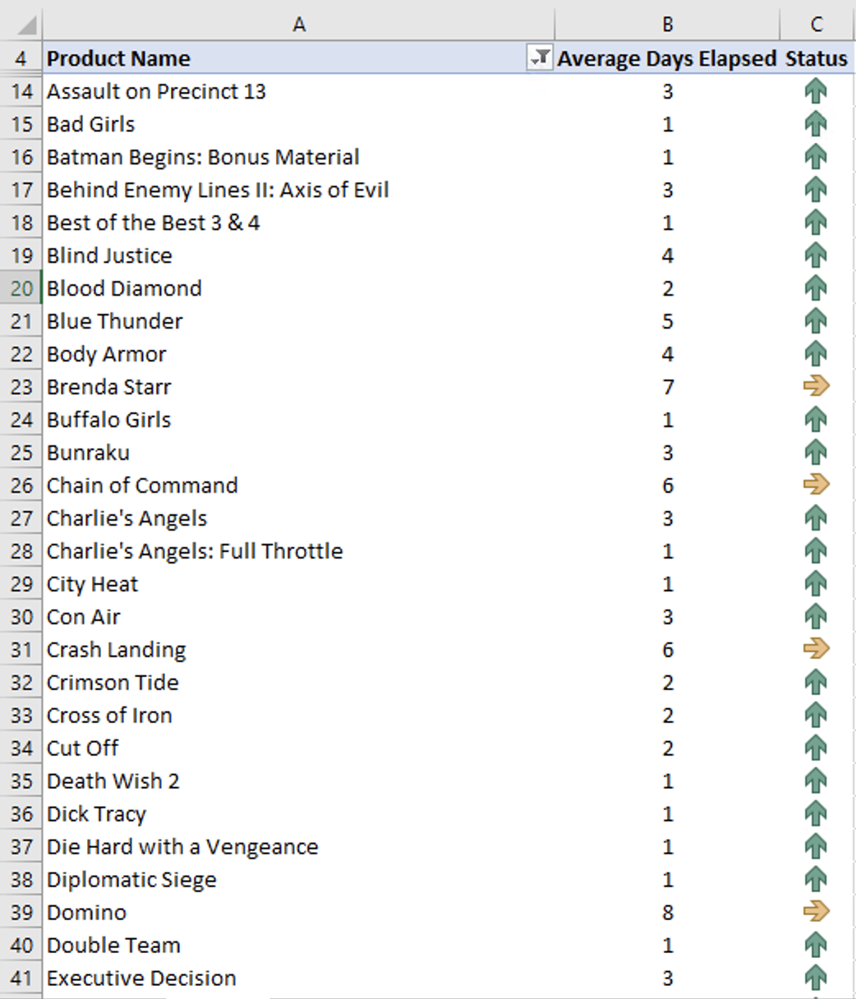 A B C
4 Product Name Average Days Elapsed Status
14 Assault on Precinct 13 3
15 Bad Girls 1
16 Batman Begins: Bonus Material 1
17 Behind Enemy Lines II: Axis of Evil 3
18 Best of the Best 3 & 4 1
19 Blind Justice 4
20 Blood Diamond 2
21 Blue Thunder 5
22 Body Armor 4
23 Brenda Starr 7
24 Buffalo Girls 1
25 Bunraku 3
26 Chain of Command 6
27 Charlie's Angels 3
28 Charlie's Angels: Full Throttle 1
29 City Heat 1
30 Con Air 3
31 Crash Landing 6
32 Crimson Tide 2
33 Cross of Iron 2
34 Cut Off 2
35 Death Wish 2 1
36 Dick Tracy 1
37 Die Hard with a Vengeance 1
38 Diplomatic Siege 1
39 Domino 8
40 Double Team 1
41 Executive Decision 3